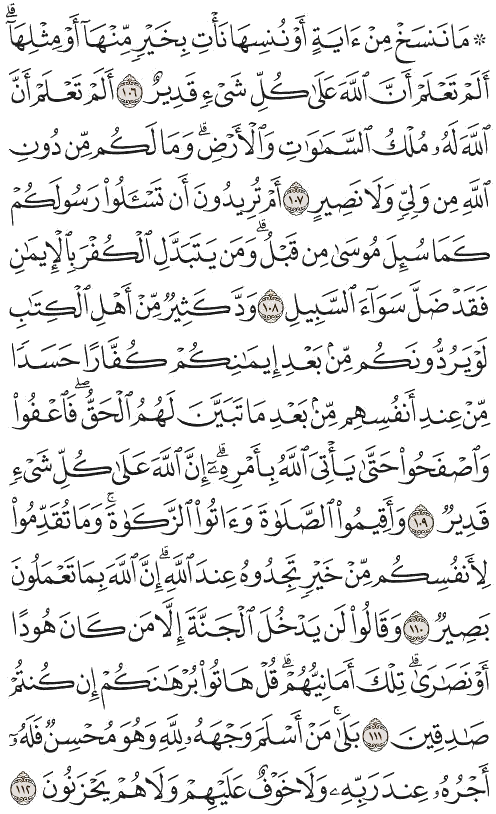 ۞ مَا نَنسَخْ مِنْ ءَايَةٍ أَوْ نُنسِهَا نَأْتِ بِخَيْرٍ مِّنْهَآ أَوْ مِثْلِهَآۗ
أَلَمْ تَعْلَمْ أَنَّ ٱللَّهَ عَلَىٰ كُلِّ شَىْءٍ قَدِيرٌ ١٠٦ أَلَمْ تَعْلَمْ أَنَّ
ٱللَّهَ لَهُۥ مُلْكُ ٱلسَّمَٰوَٰتِ وَٱلْأَرْضِۗ وَمَا لَكُم مِّن دُونِ
ٱللَّهِ مِن وَلِىٍّ وَلَا نَصِيرٍ ١٠٧ أَمْ تُرِيدُونَ أَن تَسْـَٔلُوا۟ رَسُولَكُمْ
كَمَا سُئِلَ مُوسَىٰ مِن قَبْلُۗ وَمَن يَتَبَدَّلِ ٱلْكُفْرَ بِٱلْإِيمَٰنِ
فَقَدْ ضَلَّ سَوَآءَ ٱلسَّبِيلِ ١٠٨ وَدَّ كَثِيرٌ مِّنْ أَهْلِ ٱلْكِتَٰبِ
لَوْ يَرُدُّونَكُم مِّنۢ بَعْدِ إِيمَٰنِكُمْ كُفَّارًا حَسَدًا
مِّنْ عِندِ أَنفُسِهِم مِّنۢ بَعْدِ مَا تَبَيَّنَ لَهُمُ ٱلْحَقُّۖ فَٱعْفُوا۟
وَٱصْفَحُوا۟ حَتَّىٰ يَأْتِىَ ٱللَّهُ بِأَمْرِهِۦٓۗ إِنَّ ٱللَّهَ عَلَىٰ كُلِّ شَىْءٍ
قَدِيرٌ ١٠٩ وَأَقِيمُوا۟ ٱلصَّلَوٰةَ وَءَاتُوا۟ ٱلزَّكَوٰةَۚ وَمَا تُقَدِّمُوا۟
لِأَنفُسِكُم مِّنْ خَيْرٍ تَجِدُوهُ عِندَ ٱللَّهِۗ إِنَّ ٱللَّهَ بِمَا تَعْمَلُونَ
بَصِيرٌ ١١٠ وَقَالُوا۟ لَن يَدْخُلَ ٱلْجَنَّةَ إِلَّا مَن كَانَ هُودًا
أَوْ نَصَٰرَىٰۗ تِلْكَ أَمَانِيُّهُمْۗ قُلْ هَاتُوا۟ بُرْهَٰنَكُمْ إِن كُنتُمْ
صَٰدِقِينَ ١١١ بَلَىٰۚ مَنْ أَسْلَمَ وَجْهَهُۥ لِلَّهِ وَهُوَ مُحْسِنٌ فَلَهُۥٓ
أَجْرُهُۥ عِندَ رَبِّهِۦ وَلَا خَوْفٌ عَلَيْهِمْ وَلَا هُمْ يَحْزَنُونَ ١١٢